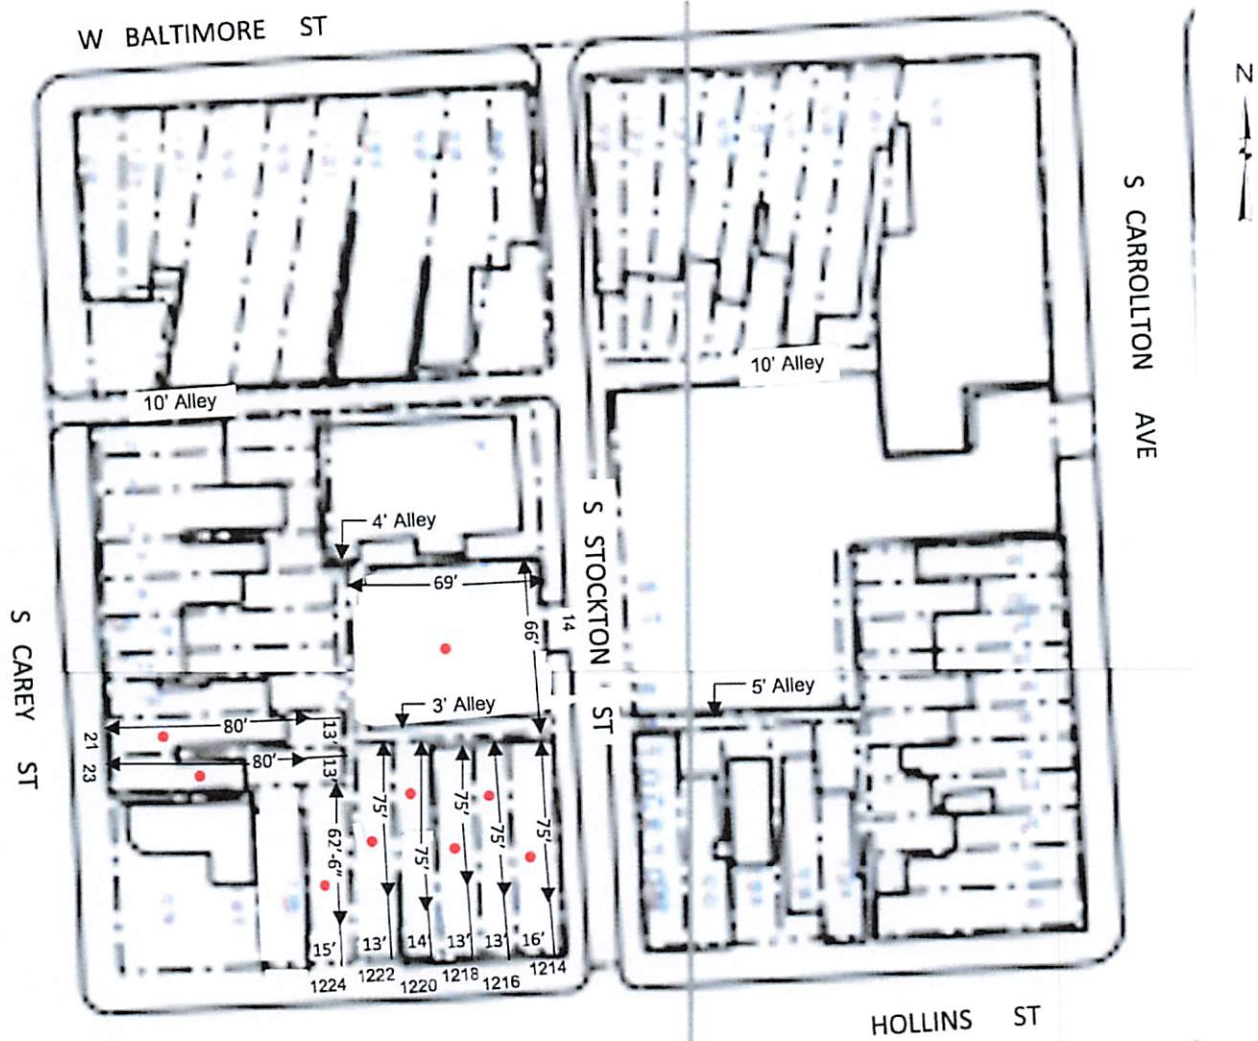 W BALTIMORE ST
N
S CARROLLTON AVE
10' Alley
10' Alley
4' Alley
69'
S STOCKTON ST
66'
14
S CAREY ST
3' Alley
5' Alley
80'
13'
21
80'
13'
23
62'-6"
75'
75'
75'
75'
75'
15'
13'
14'
13'
13'
16'
1224
1222
1220
1218
1216
1214
HOLLINS ST